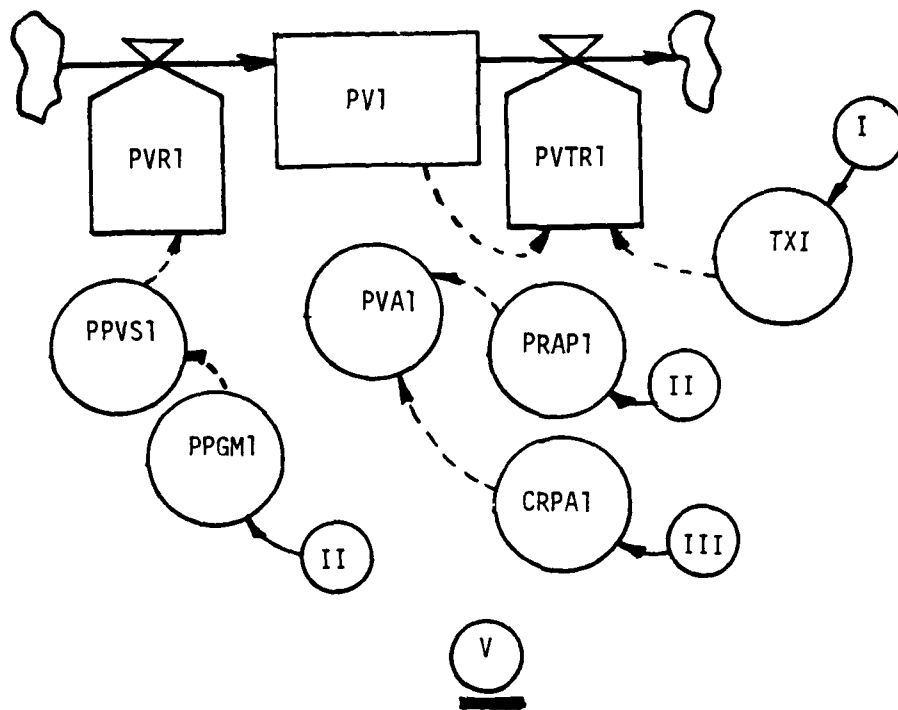 PV1
PVR1
PVTR1
I
TXI
PVA1
PPVS1
PRAP1
II
PPGM1
CRPA1
III
II
V